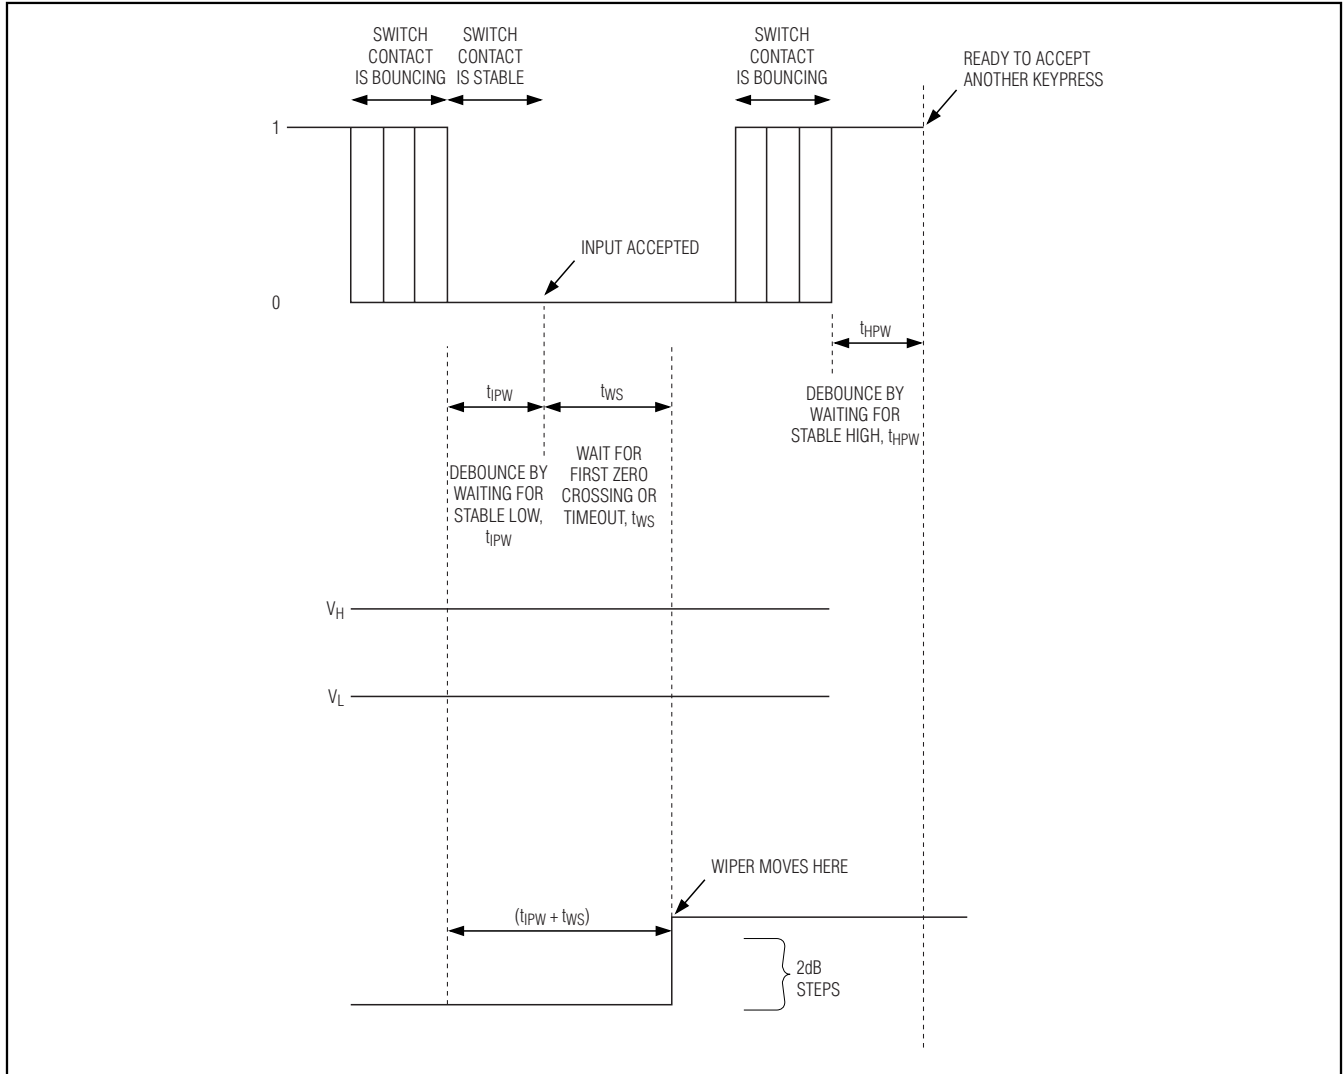 SWITCH
CONTACT
IS BOUNCING
SWITCH
CONTACT
IS STABLE
SWITCH
CONTACT
IS BOUNCING
READY TO ACCEPT
ANOTHER KEYPRESS
1
INPUT ACCEPTED
0
tHPW
DEBOUNCE BY
WAITING FOR
STABLE HIGH, tHPW
tIPW
tWS
DEBOUNCE BY
WAITING FOR
STABLE LOW,
tIPW
WAIT FOR
FIRST ZERO
CROSSING OR
TIMEOUT, tWS
VH
VL
WIPER MOVES HERE
(tIPW + tWS)
2dB
STEPS